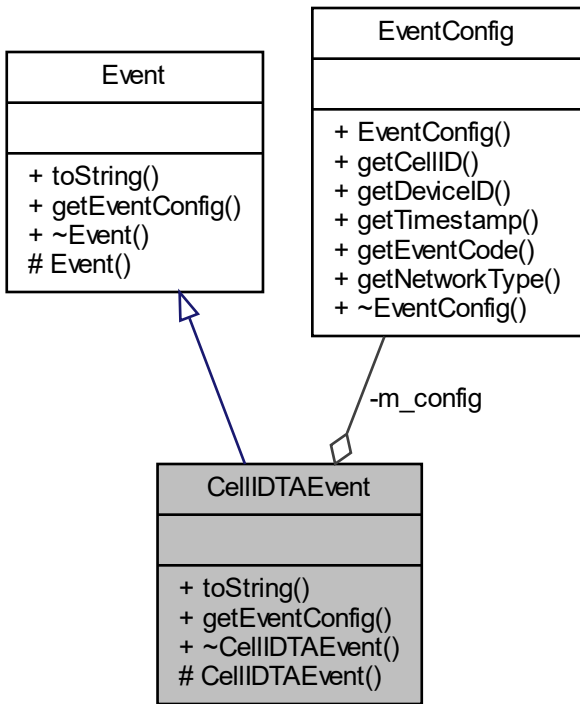 Event
+ toString()
+ getEventConfig()
+ ~Event()
# Event()
EventConfig
+ EventConfig()
+ getCellID()
+ getDeviceID()
+ getTimestamp()
+ getEventCode()
+ getNetworkType()
+ ~EventConfig()
-m_config
CellIDTAEvent
+ toString()
+ getEventConfig()
+ ~CellIDTAEvent()
# CellIDTAEvent()